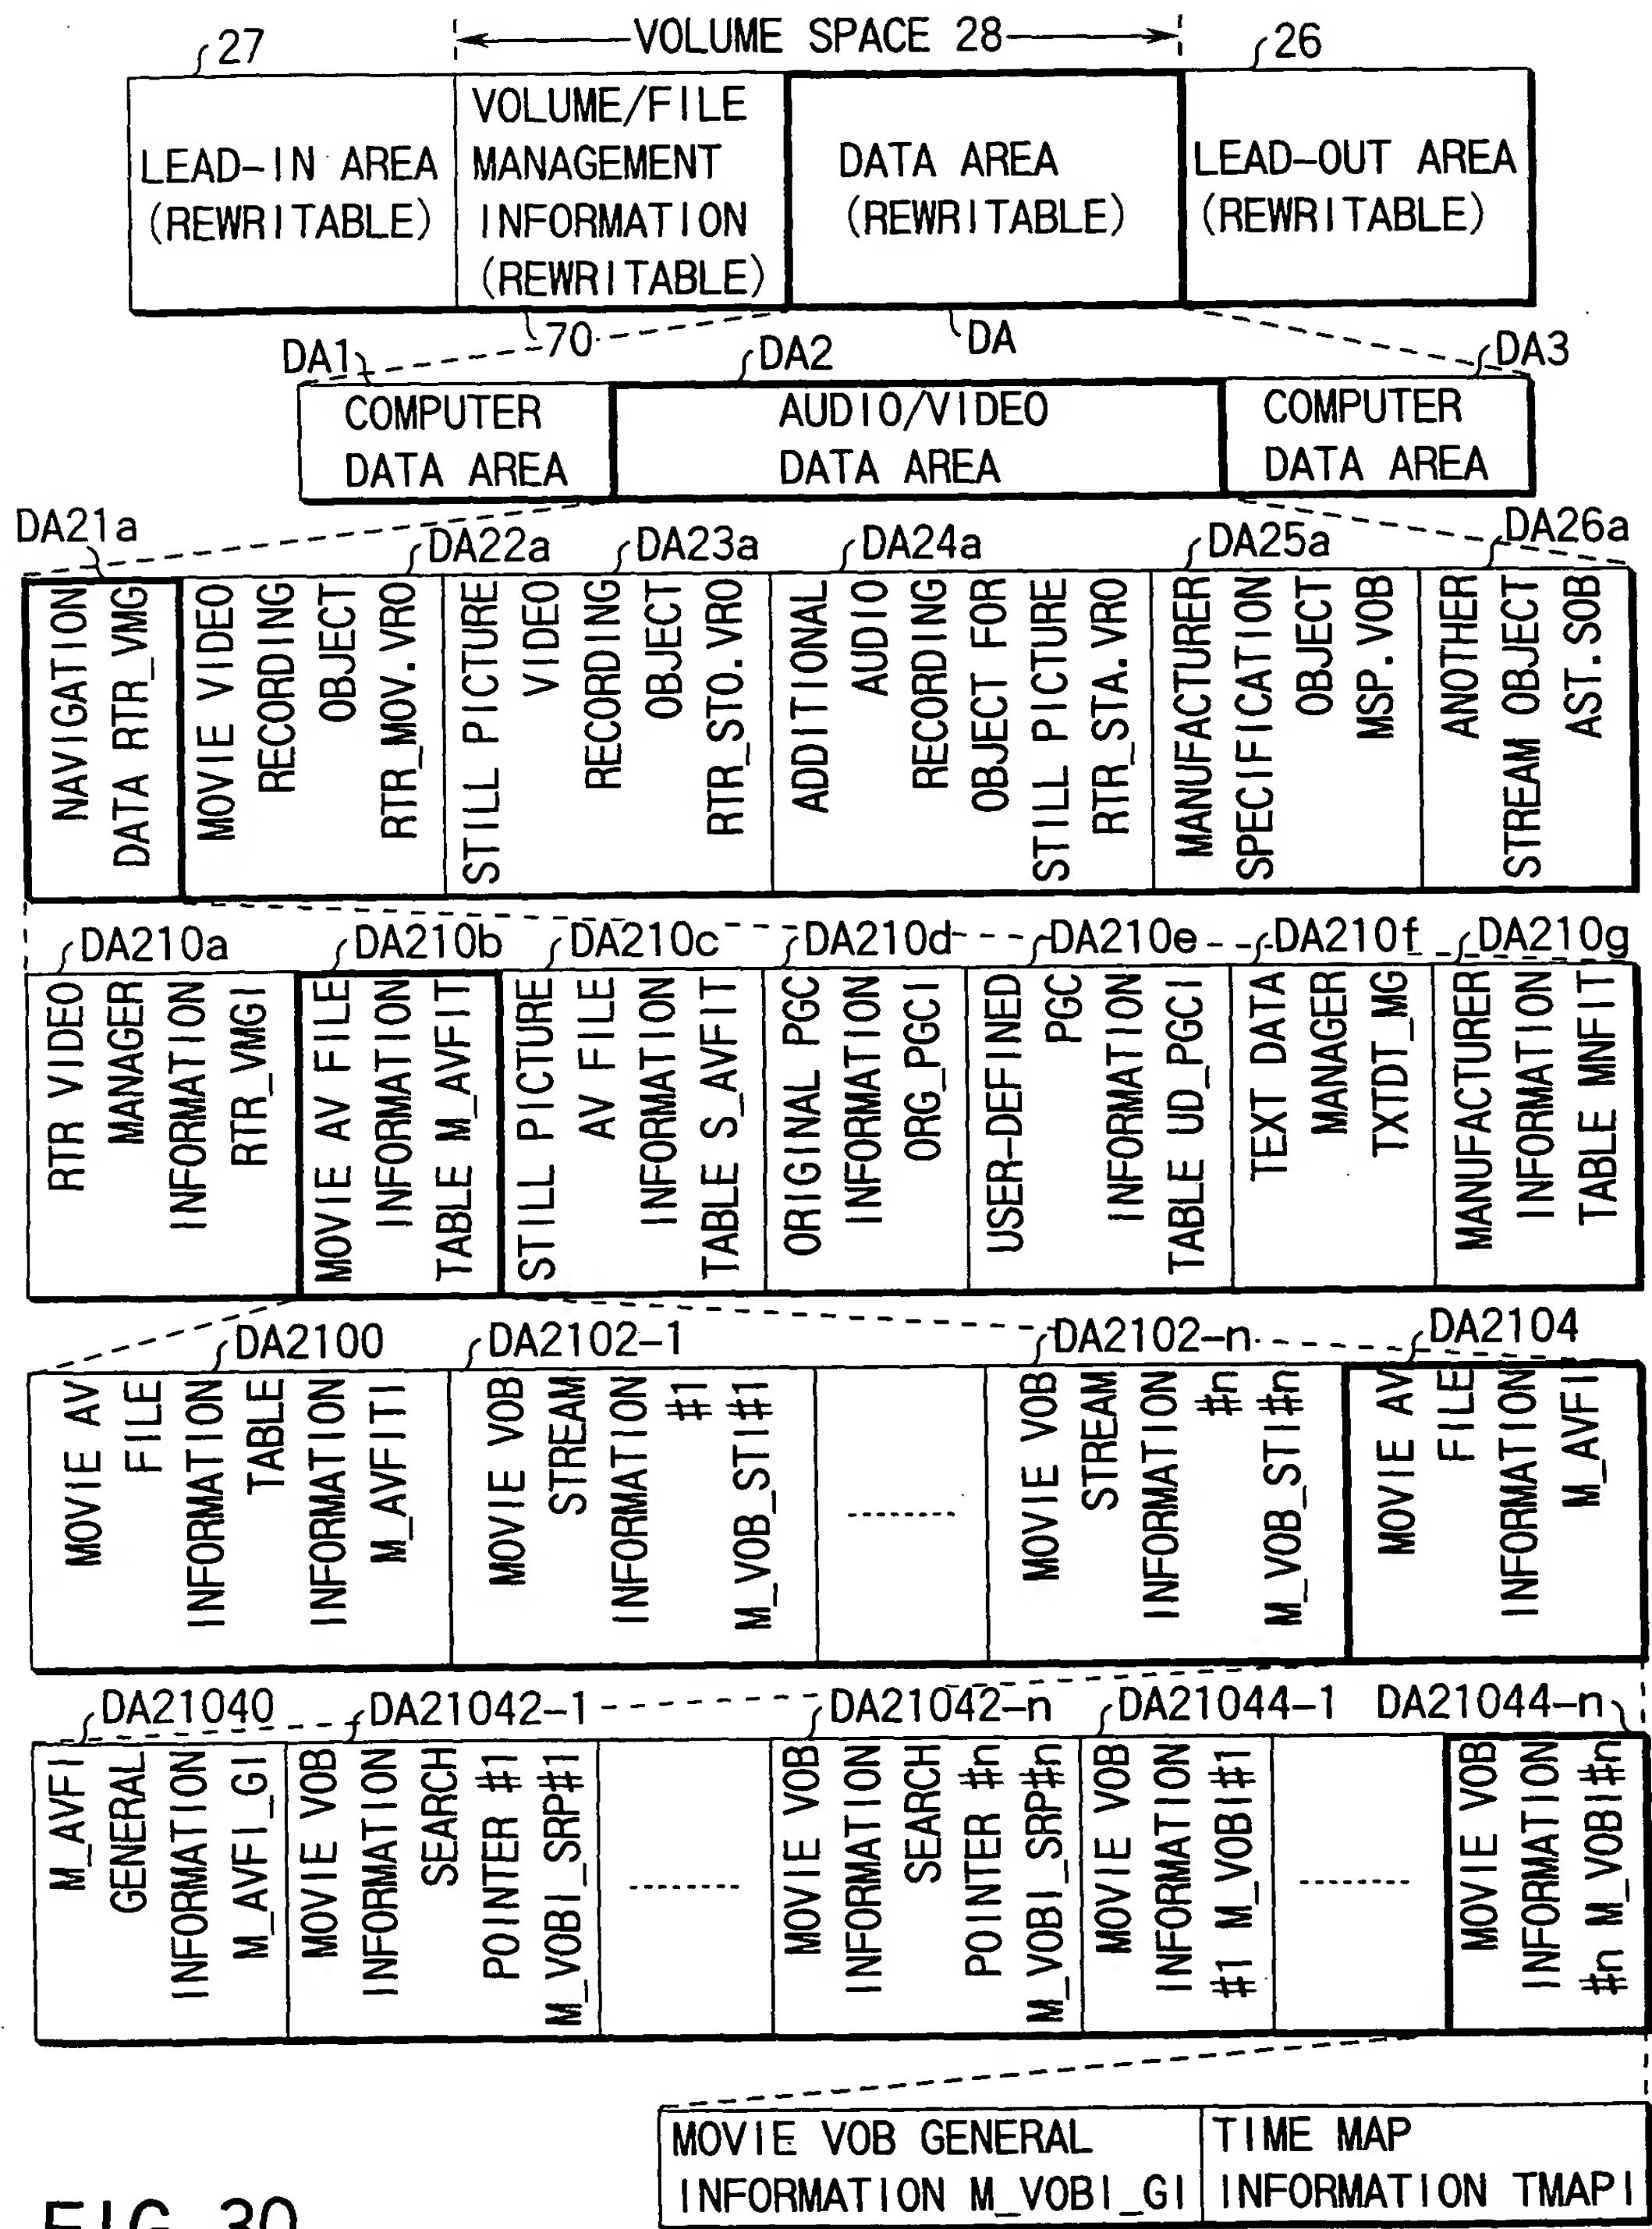 27
VOLUME SPACE 28
26
LEAD-IN AREA
(REWRITABLE)
VOLUME/FILE
MANAGEMENT
INFORMATION
(REWRITABLE)
DATA AREA
(REWRITABLE)
LEAD-OUT AREA
(REWRITABLE)
70
DA
DA1
DA2
DA3
COMPUTER
DATA AREA
AUDIO/VIDEO
DATA AREA
COMPUTER
DATA AREA
DA21a
DA22a
DA23a
DA24a
DA25a
DA26a
NAVIGATION
DATA RTR_VMG
MOVIE VIDEO
RECORDING
OBJECT
RTR_MOV.VRO
STILL PICTURE
VIDEO
RECORDING
OBJECT
RTR_STO.VRO
ADDITIONAL
AUDIO
RECORDING
OBJECT FOR
STILL PICTURE
RTR_STA.VRO
MANUFACTURER
SPECIFICATION
OBJECT
MSP.VOB
ANOTHER
STREAM OBJECT
AST.SOB
DA210a
DA210b
DA210c
DA210d
DA210e
DA210f
DA210g
RTR VIDEO
MANAGER
INFORMATION
RTR_VMGI
MOVIE AV FILE
INFORMATION
TABLE M_AVFIT
STILL PICTURE
AV FILE
INFORMATION
TABLE S_AVFIT
ORIGINAL PGC
INFORMATION
ORG_PGCI
USER-DEFINED
PGC
INFORMATION
TABLE UD_PGCI
TEXT DATA
MANAGER
TXTDT_MG
MANUFACTURER
INFORMATION
TABLE MNFIT
DA2100
DA2102-1
DA2102-n
DA2104
MOVIE AV
FILE
INFORMATION
TABLE
INFORMATION
M_AVFITI
MOVIE VOB
STREAM
INFORMATION
#1
M_VOB_STI#1
MOVIE VOB
STREAM
INFORMATION
#n
M_VOB_STI#n
MOVIE AV
FILE
INFORMATION
M_AVFI
DA21040
DA21042-1
DA21042-n
DA21044-1
DA21044-n
M_AVFI
GENERAL
INFORMATION
M_AVFI_GI
MOVIE VOB
INFORMATION
SEARCH
POINTER #1
M_VOBI_SRP#1
MOVIE VOB
INFORMATION
SEARCH
POINTER #n
M_VOBI_SRP#n
MOVIE VOB
INFORMATION
#1 M_VOBI#1
MOVIE VOB
INFORMATION
#n M_VOBI#n
MOVIE VOB GENERAL
INFORMATION M_VOBI_GI
TIME MAP
INFORMATION TMAPI
FIG. 30